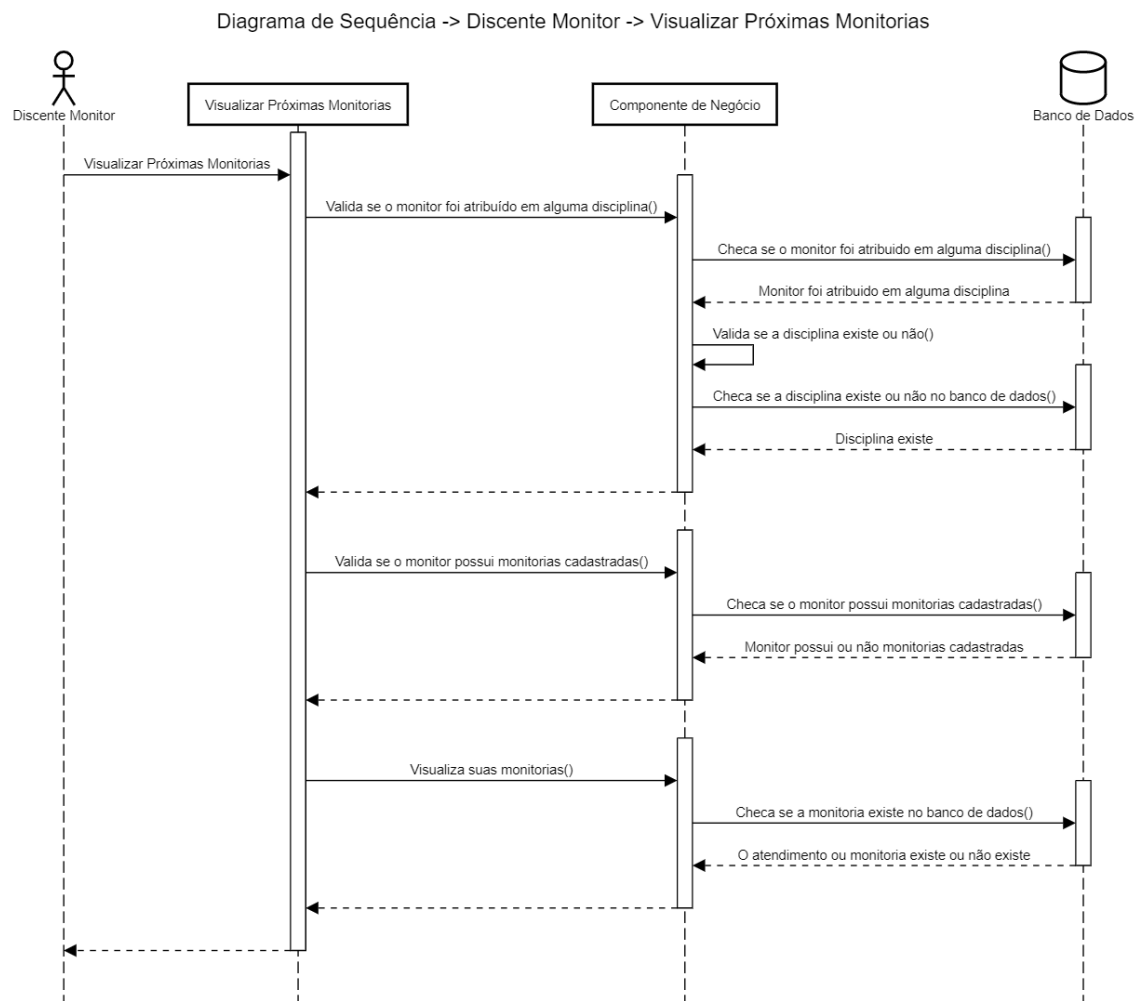 Diagrama de Sequência -> Discente Monitor -> Visualizar Próximas Monitorias
Discente Monitor
Visualizar Próximas Monitorias
Componente de Negócio
Banco de Dados
Visualizar Próximas Monitorias
Valida se o monitor foi atribuído em alguma disciplina()
Checa se o monitor foi atribuido em alguma disciplina()
Monitor foi atribuido em alguma disciplina
Valida se a disciplina existe ou não()
Checa se a disciplina existe ou não no banco de dados()
Disciplina existe
Valida se o monitor possui monitorias cadastradas()
Checa se o monitor possui monitorias cadastradas()
Monitor possui ou não monitorias cadastradas
Visualiza suas monitorias()
Checa se a monitoria existe no banco de dados()
O atendimento ou monitoria existe ou não existe